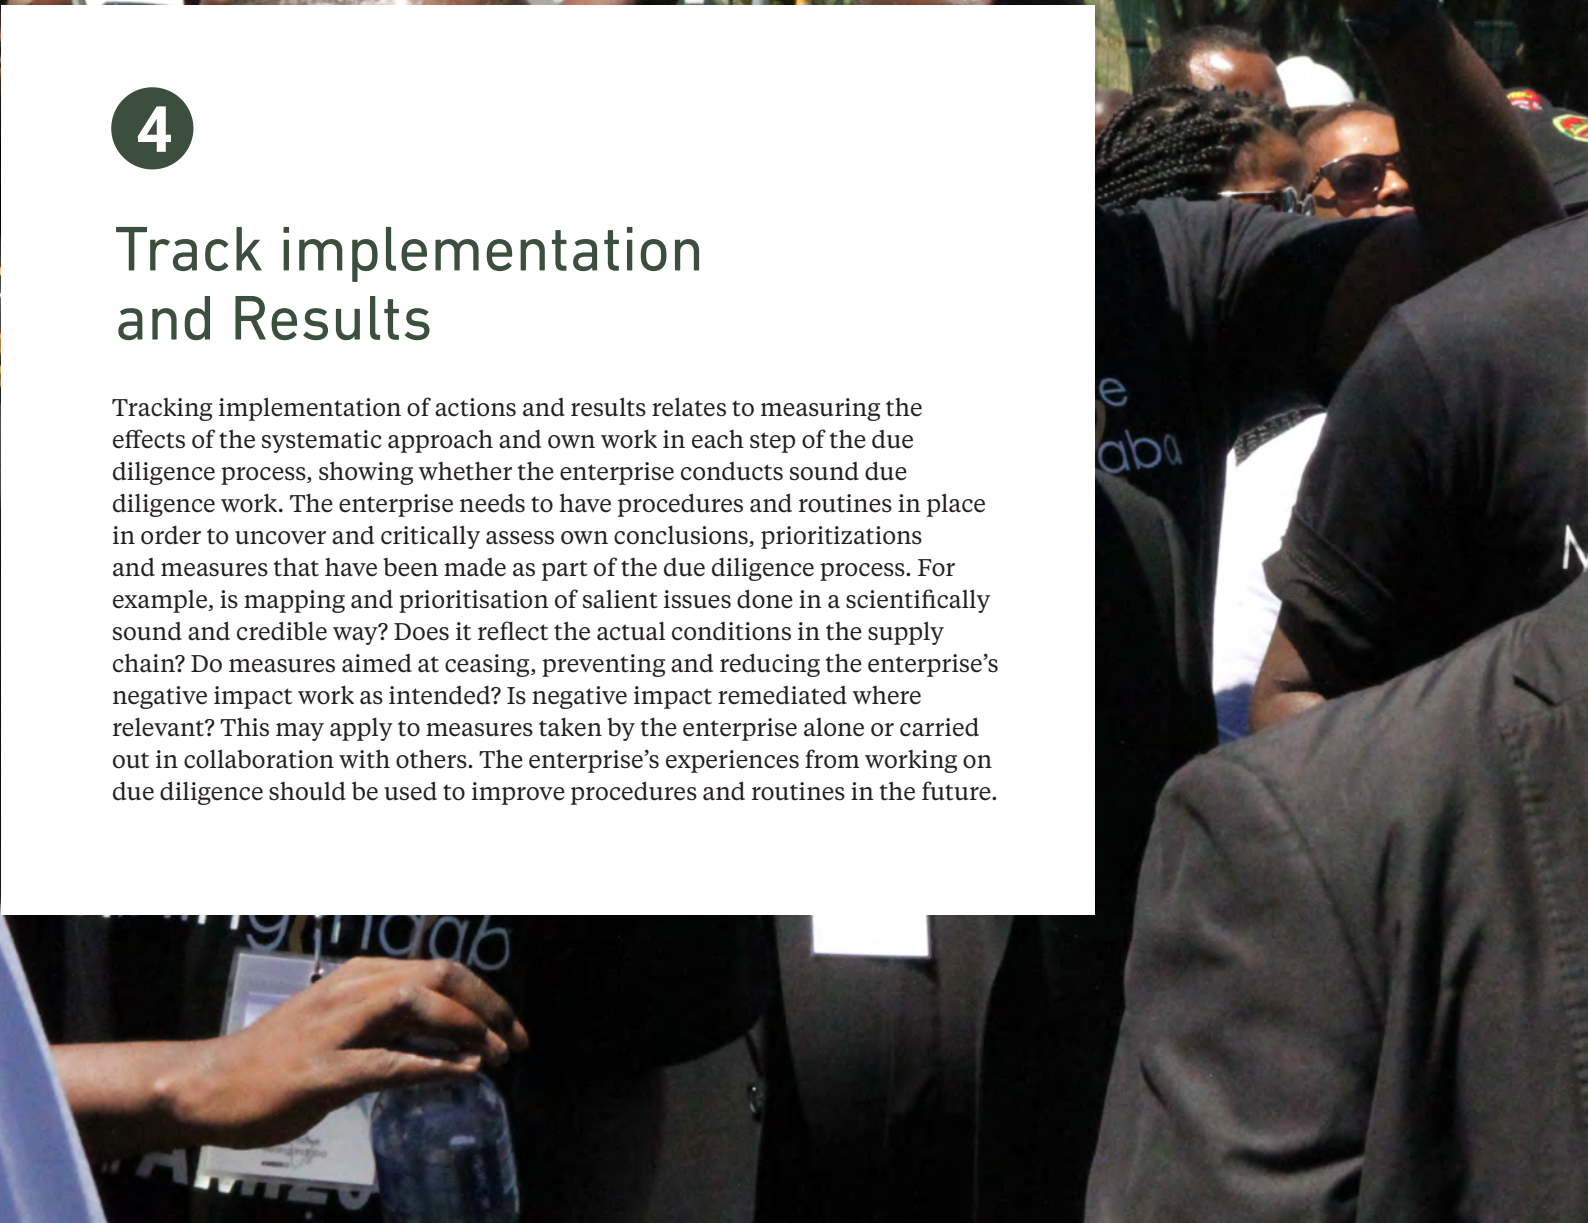 4
Track implementation
and Results
Tracking implementation of actions and results relates to measuring the
effects of the systematic approach and own work in each step of the due
diligence process, showing whether the enterprise conducts sound due
diligence work. The enterprise needs to have procedures and routines in place
in order to uncover and critically assess own conclusions, prioritizations
and measures that have been made as part of the due diligence process. For
example, is mapping and prioritisation of salient issues done in a scientifically
sound and credible way? Does it reflect the actual conditions in the supply
chain? Do measures aimed at ceasing, preventing and reducing the enterprise’s
negative impact work as intended? Is negative impact remediated where
relevant? This may apply to measures taken by the enterprise alone or carried
out in collaboration with others. The enterprise’s experiences from working on
due diligence should be used to improve procedures and routines in the future.